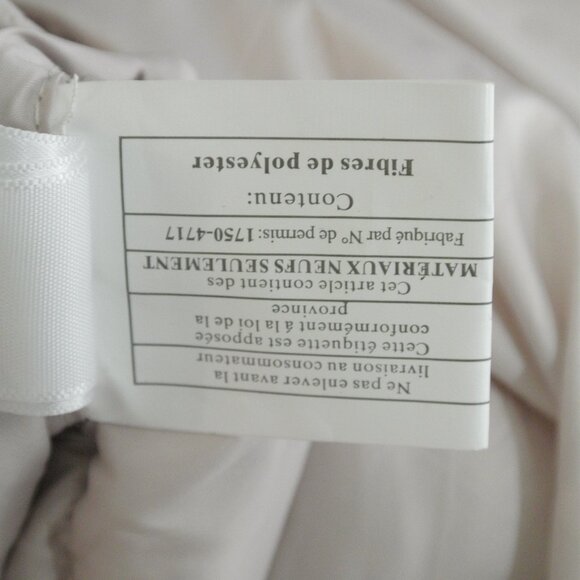 Ne pas enlever avant la
livraison au consommateur
Cette étiquette est apposée
conformément á la loi de la
province
Cet article contient des
MATÉRIAUX NEUFS SEULEMENT
Fabriqué par Nº de permis: 1750-4717
Contenu:
Fibres de polyester